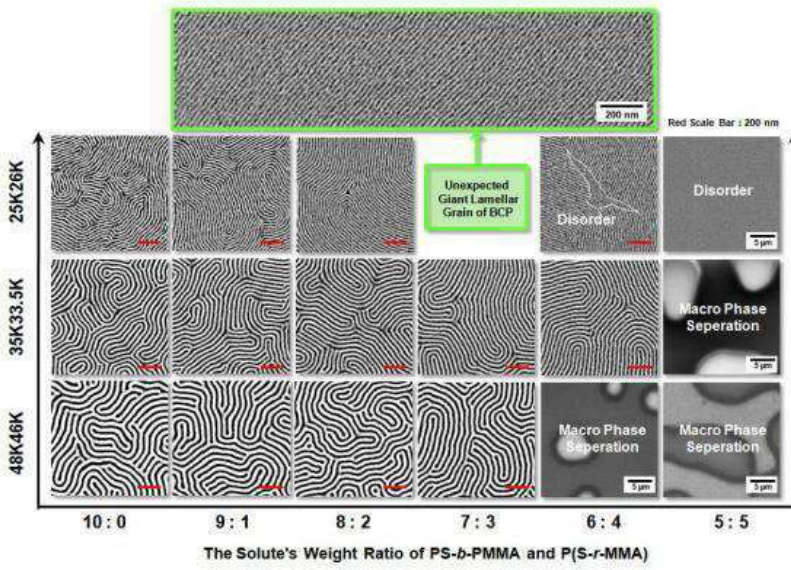 200 nm
Red Scale Bar : 200 nm
25K26K
Unexpected
Giant Lamellar
Grain of BCP
Disorder
Disorder
5 μm
35K33.5K
Macro Phase
Seperation
5 μm
48K46K
Macro Phase
Seperation
5 μm
Macro Phase
Seperation
5 μm
10 : 0
9 : 1
8 : 2
7 : 3
6 : 4
5 : 5
The Solute's Weight Ratio of PS-b-PMMA and P(S-r-MMA)